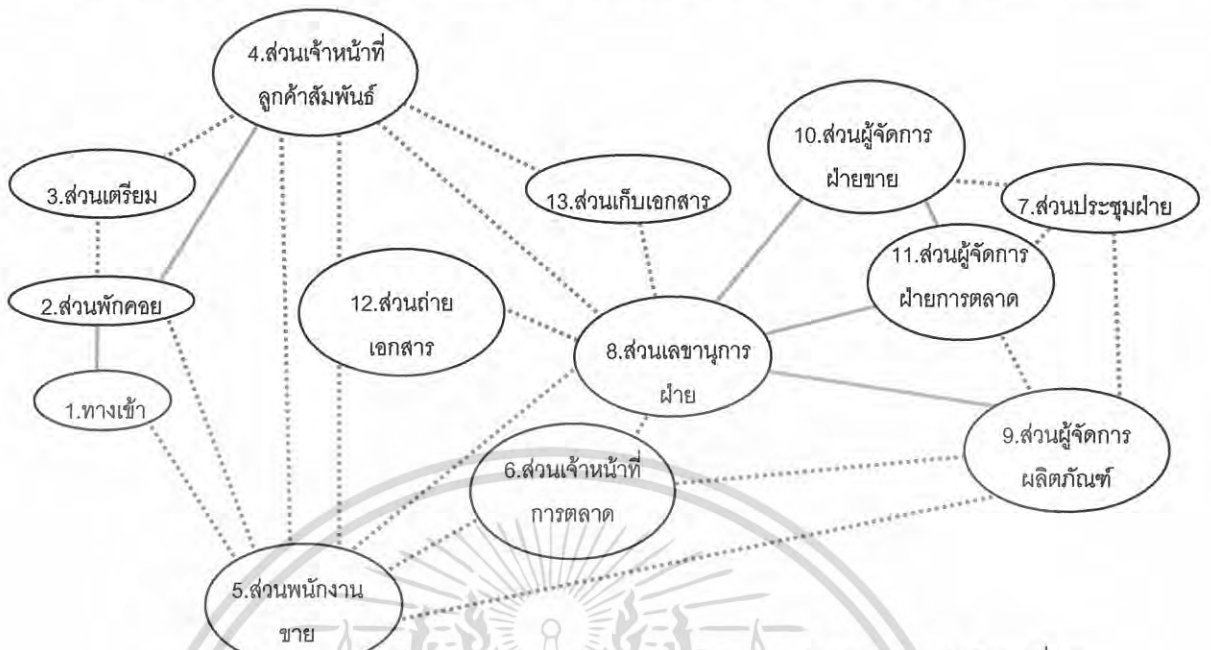 4.ส่วนเจ้าหน้าที่
ลูกค้าสัมพันธ์
10.ส่วนผู้จัดการ
ฝ่ายขาย
3.ส่วนเตรียม
13.ส่วนเก็บเอกสาร
7.ส่วนประชุมฝ่าย
11.ส่วนผู้จัดการ
ฝ่ายการตลาด
2.ส่วนพักคอย
12.ส่วนถ่าย
เอกสาร
8.ส่วนเลขานุการ
ฝ่าย
1.ทางเข้า
9.ส่วนผู้จัดการ
ผลิตภัณฑ์
6.ส่วนเจ้าหน้าที่
การตลาด
5.ส่วนพนักงาน
ขาย